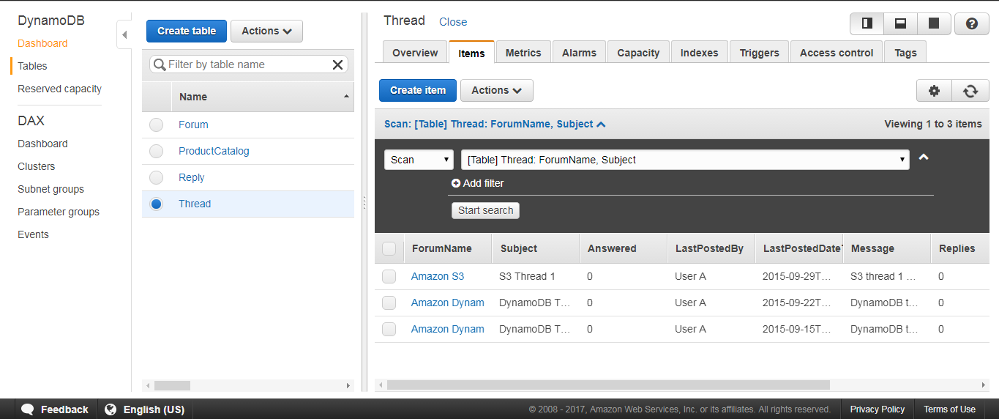 DynamoDB
Dashboard
Tables
Reserved capacity
DAX
Dashboard
Clusters
Subnet groups
Parameter groups
Events
Create table Actions
Filter by table name
Name
Forum
ProductCatalog
Reply
Thread
Thread Close
Overview Items Metrics Alarms Capacity Indexes Triggers Access control Tags
Create item Actions
Scan: [Table] Thread: ForumName, Subject Viewing 1 to 3 items
Scan [Table] Thread: ForumName, Subject
Add filter
Start search
ForumName Subject Answered LastPostedBy LastPostedDate Message Replies
Amazon S3 S3 Thread 1 0 User A 2015-09-29T... S3 thread 1 ... 0
Amazon Dynam DynamoDB T... 0 User A 2015-09-22T... DynamoDB t... 0
Amazon Dynam DynamoDB T... 0 User A 2015-09-15T... DynamoDB t... 0
Feedback English (US) © 2008 - 2017, Amazon Web Services, Inc. or its affiliates. All rights reserved. Privacy Policy Terms of Use